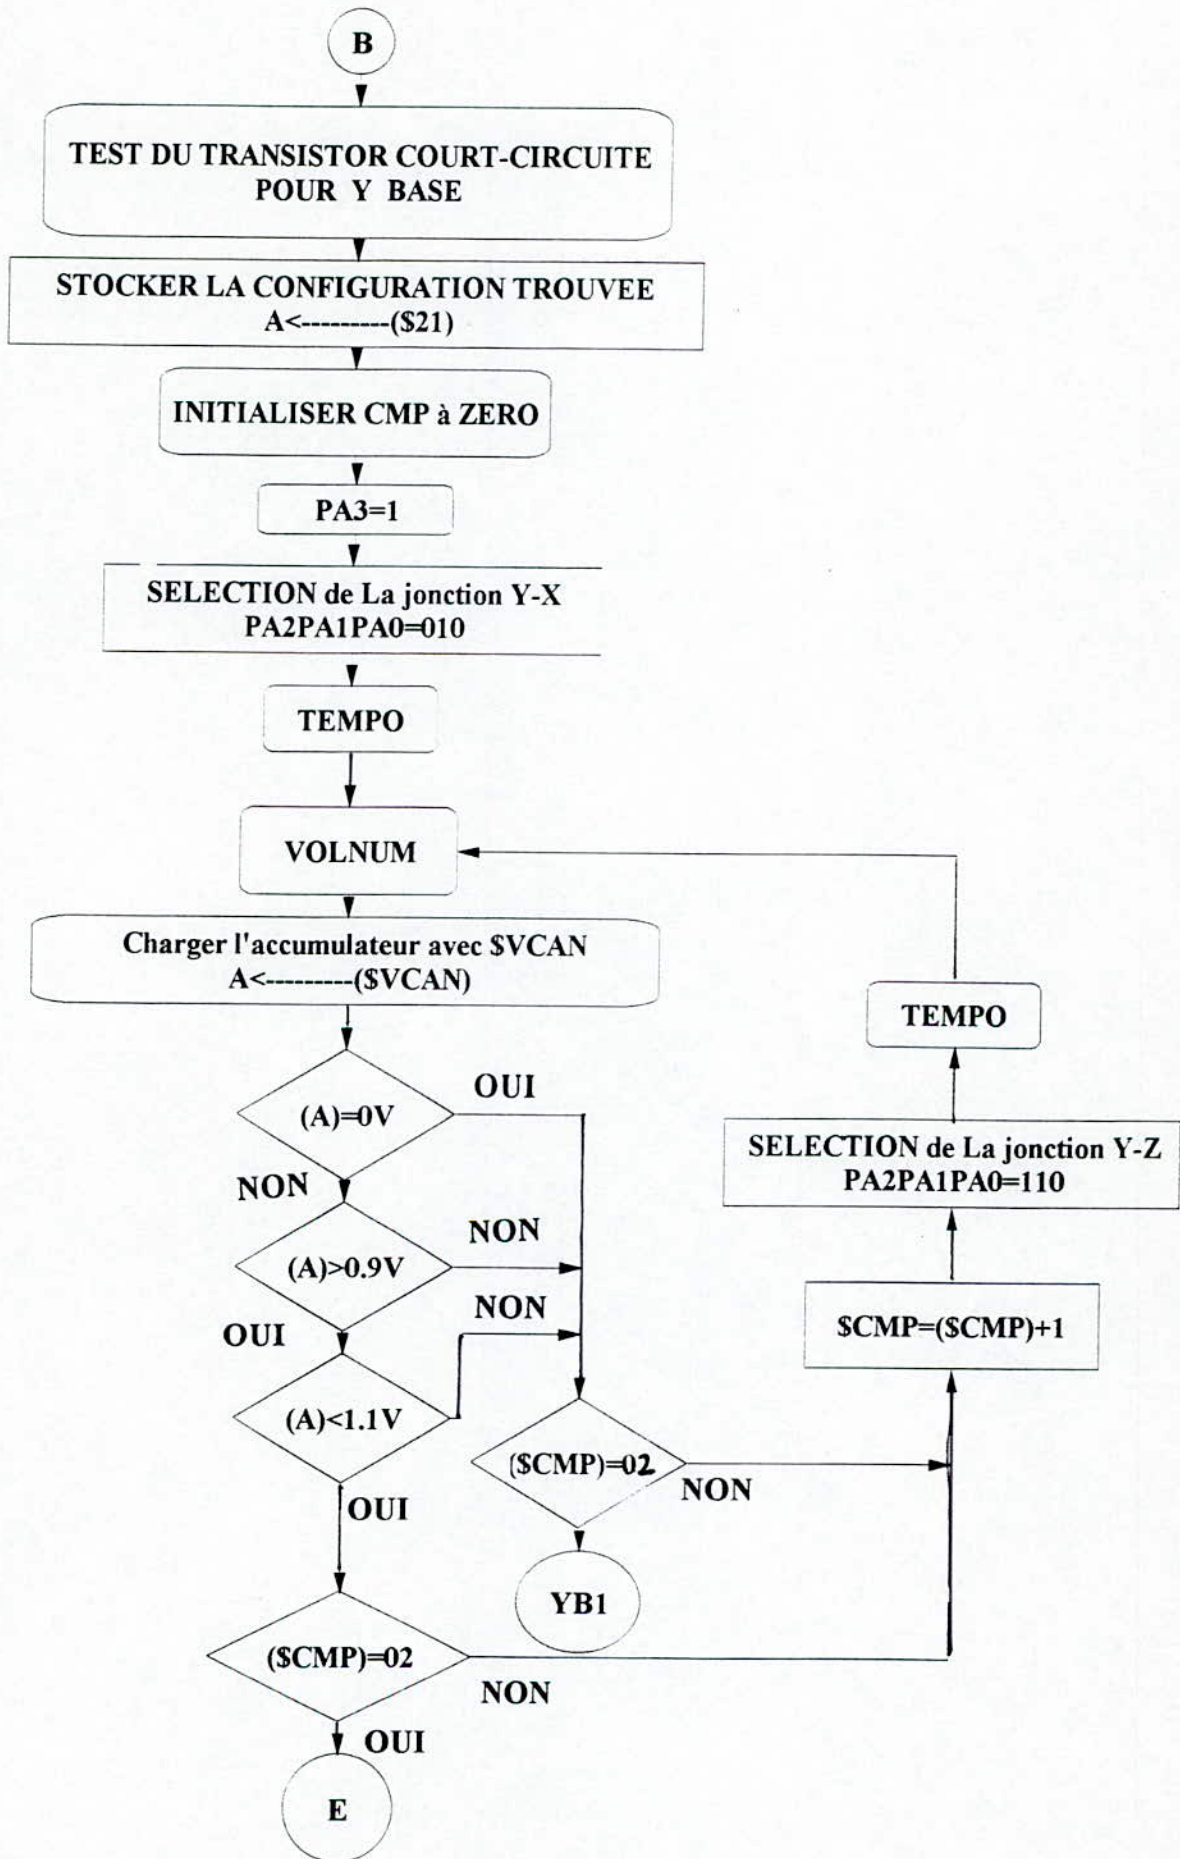 B
TEST DU TRANSISTOR COURT-CIRCUITE
POUR Y BASE
STOCKER LA CONFIGURATION TROUVEE
A<---------($21)
INITIALISER CMP à ZERO
PA3=1
SELECTION de La jonction Y-X
PA2PA1PA0=010
TEMPO
VOLNUM
Charger l'accumulateur avec $VCAN
A<---------($VCAN)
TEMPO
(A)=0V
OUI
NON
SELECTION de La jonction Y-Z
PA2PA1PA0=110
(A)>0.9V
NON
OUI
NON
$CMP=($CMP)+1
(A)<1.1V
OUI
($CMP)=02
NON
YB1
($CMP)=02
NON
OUI
E